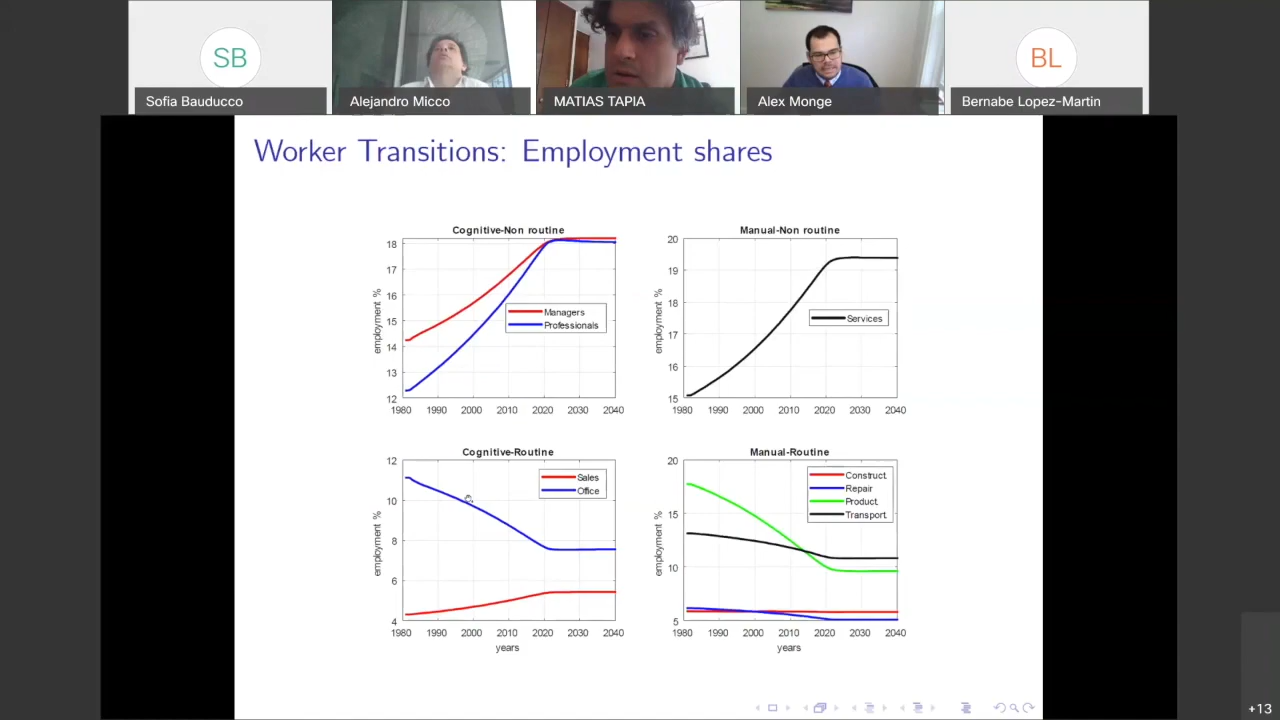 SB
BL
Sofia Bauducco
Alejandro Micco
MATIAS TAPIA
Alex Monge
Bernabe Lopez-Martin
Worker Transitions: Employment shares
Cognitive-Non routine
employment %
18
17
16
15
14
13
12
Managers
Professionals
1980 1990 2000 2010 2020 2030 2040
Manual-Non routine
employment %
20
19
18
17
16
15
Services
1980 1990 2000 2010 2020 2030 2040
Cognitive-Routine
employment %
12
10
8
6
4
Sales
Office
1980 1990 2000 2010 2020 2030 2040
years
Manual-Routine
employment %
20
15
10
5
Construct.
Repair
Product.
Transport.
1980 1990 2000 2010 2020 2030 2040
years
+13